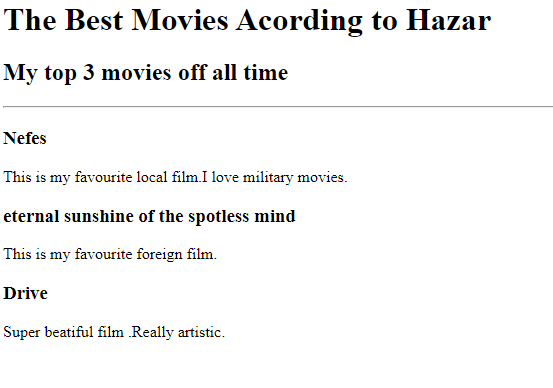 The Best Movies Acording to Hazar
My top 3 movies off all time
Nefes
This is my favourite local film.I love military movies.
eternal sunshine of the spotless mind
This is my favourite foreign film.
Drive
Super beatiful film .Really artistic.